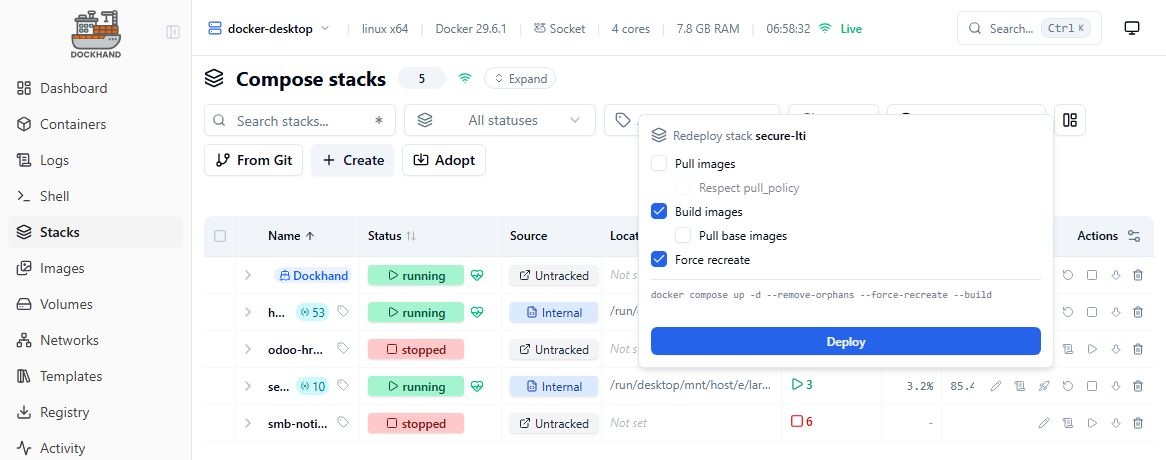 DOCKHAND
Dashboard
Containers
Logs
Shell
Stacks
Images
Volumes
Networks
Templates
Registry
Activity
docker-desktop
linux x64
Docker 29.6.1
Socket
4 cores
7.8 GB RAM
06:58:32
Live
Search...
Ctrl K
Compose stacks 5 Expand
Search stacks... *
All statuses
From Git
+ Create
Adopt
Redeploy stack secure-lti
Pull images
Respect pull_policy
Build images
Pull base images
Force recreate
docker compose up -d --remove-orphans --force-recreate --build
Deploy
Name Status Source Locat Actions
Dockhand running Untracked Not s
h... 53 running Internal /run/
odoo-hr... stopped Untracked Not s
se... 10 running Internal /run/desktop/mnt/host/e/lar... 3 3.2% 85.4
smb-noti... stopped Untracked Not set 6 -